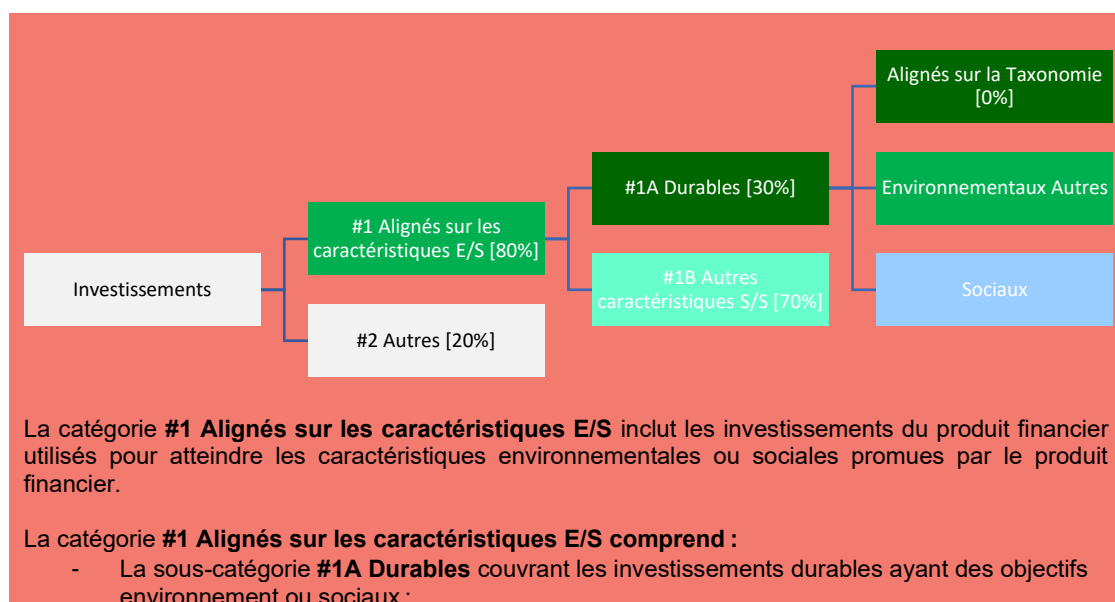 Alignés sur la Taxonomie
[0%]
#1A Durables [30%]
Environnementaux Autres
#1 Alignés sur les
caractéristiques E/S [80%]
Investissements
#1B Autres
caractéristiques S/S [70%]
Sociaux
#2 Autres [20%]
La catégorie #1 Alignés sur les caractéristiques E/S inclut les investissements du produit financier
utilisés pour atteindre les caractéristiques environnementales ou sociales promues par le produit
financier.
La catégorie #1 Alignés sur les caractéristiques E/S comprend :
- La sous-catégorie #1A Durables couvrant les investissements durables ayant des objectifs
environnement ou sociaux ;